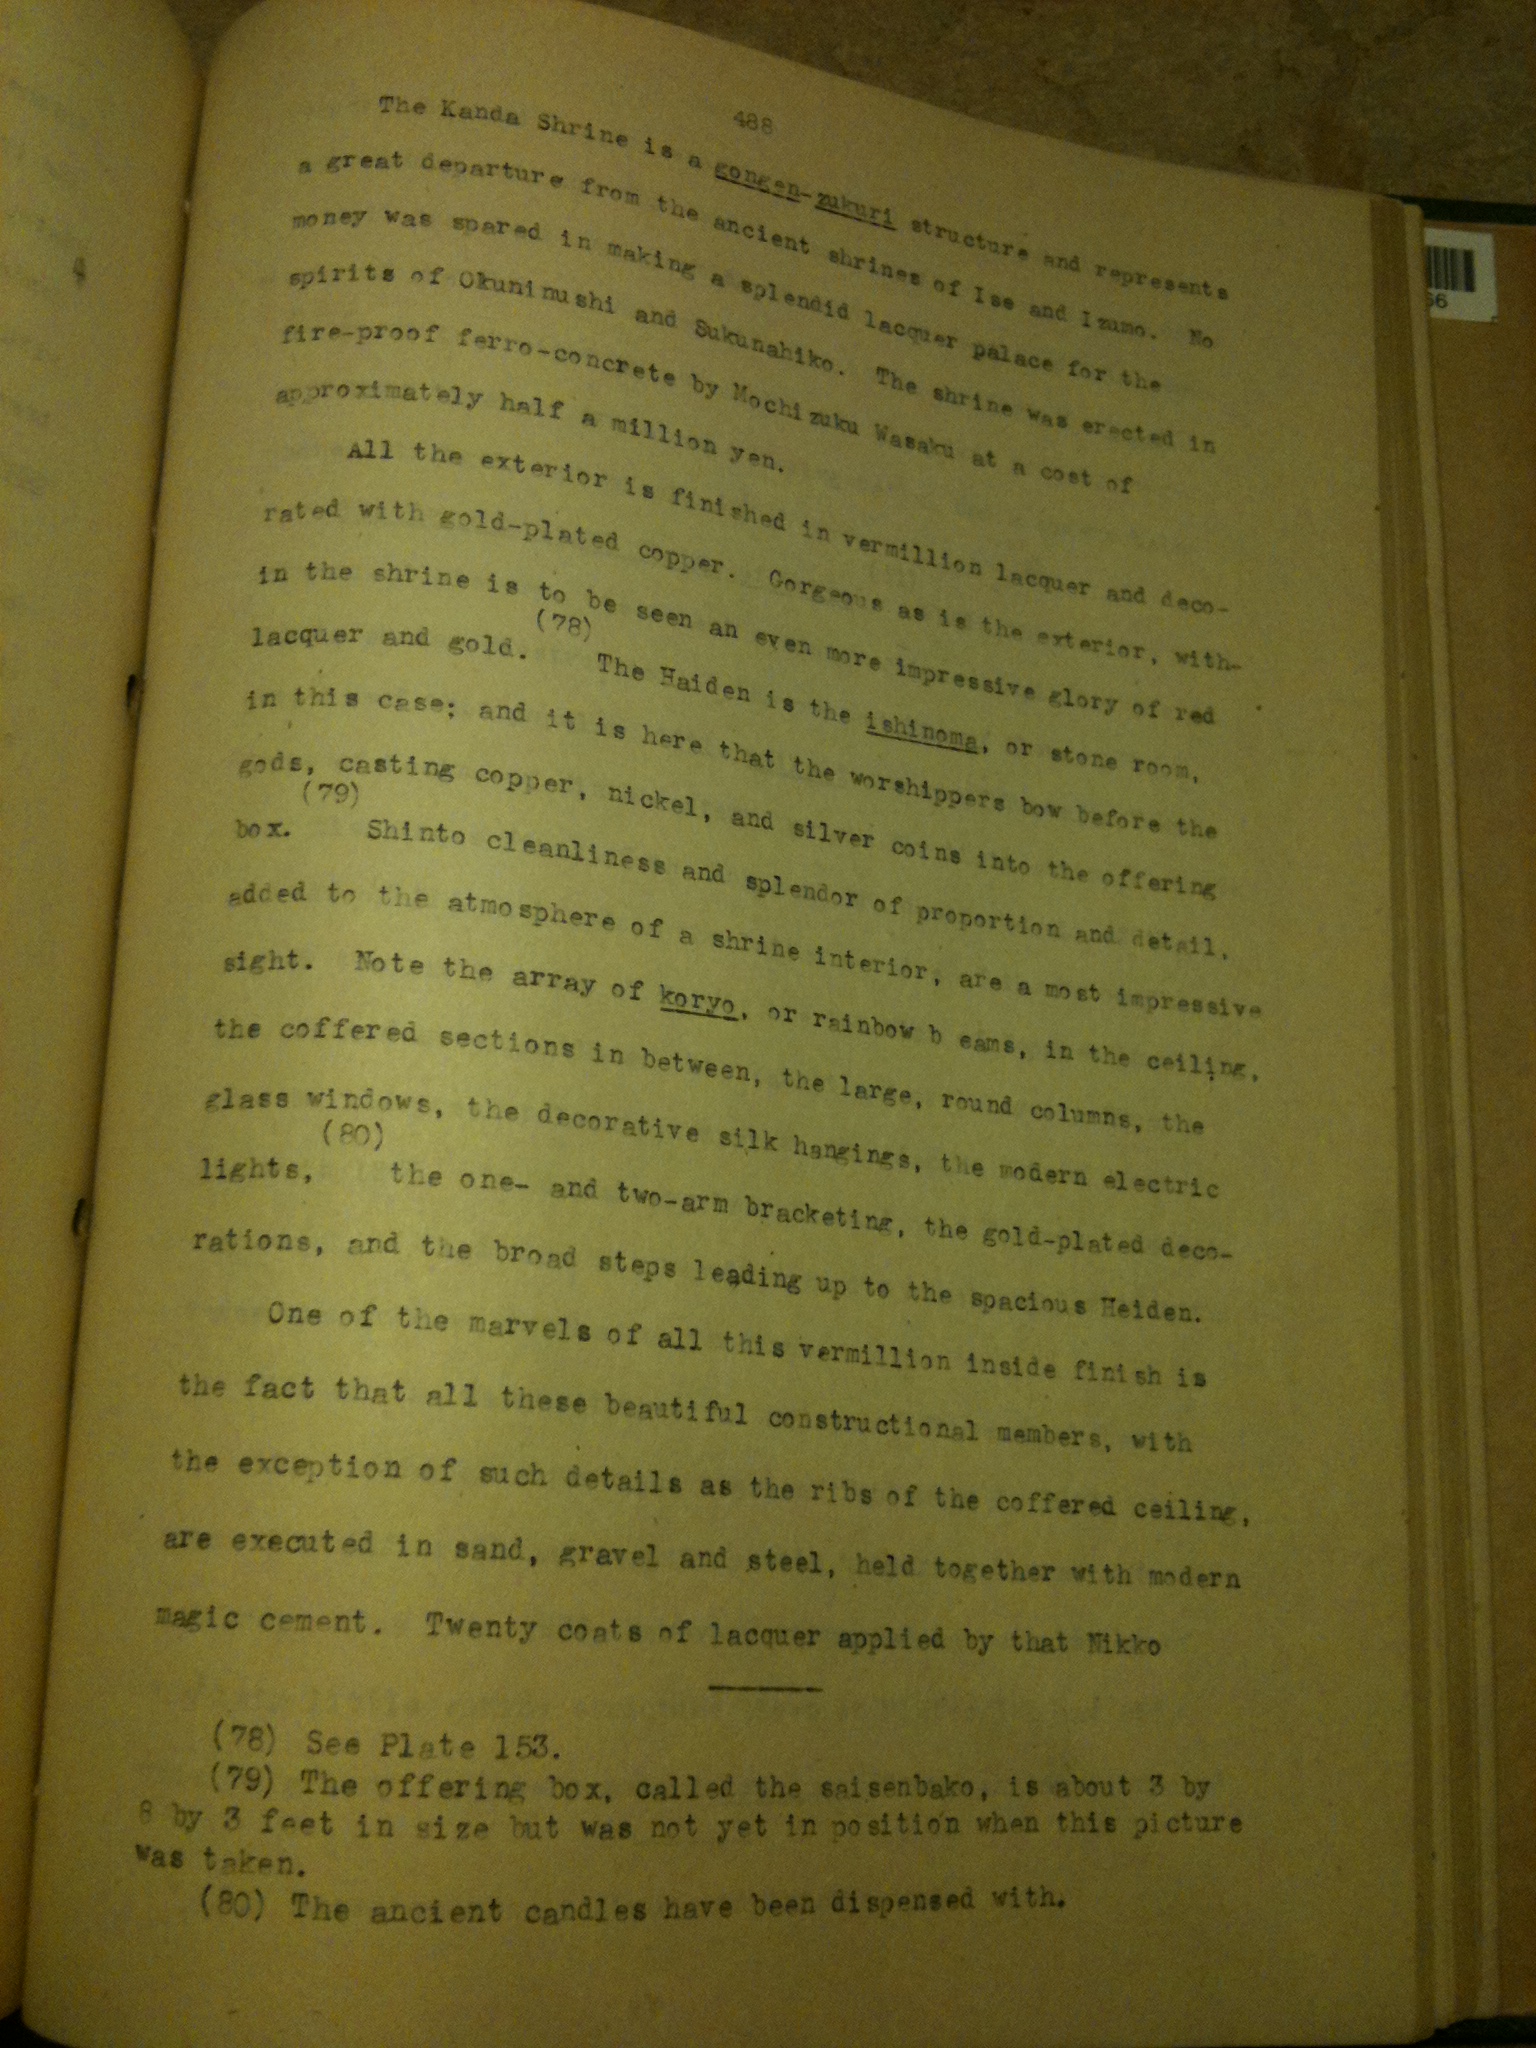 488
The Kanda Shrine is a gongen-zukuri structure and represents
a great departure from the ancient shrines of Ise and Izumo. No
money was spared in making a splendid lacquer palace for the
spirits of Okuninushi and Sukunahiko. The shrine was erected in
fire-proof ferro-concrete by Mochizuku Wasaku at a cost of
approximately half a million yen.
All the exterior is finished in vermillion lacquer and deco-
rated with gold-plated copper. Gorgeous as is the exterior, with-
in the shrine is to be seen an even more impressive glory of red
lacquer and gold. (78) The Haiden is the ishinoma, or stone room,
in this case; and it is here that the worshippers bow before the
gods, casting copper, nickel, and silver coins into the offering
box. (79) Shinto cleanliness and splendor of proportion and detail,
added to the atmosphere of a shrine interior, are a most impressive
sight. Note the array of koryo, or rainbow b eams, in the ceiling,
the coffered sections in between, the large, round columns, the
glass windows, the decorative silk hangings, the modern electric
lights, (80) the one- and two-arm bracketing, the gold-plated deco-
rations, and the broad steps leading up to the spacious Heiden.
One of the marvels of all this vermillion inside finish is
the fact that all these beautiful constructional members, with
the exception of such details as the ribs of the coffered ceiling,
are executed in sand, gravel and steel, held together with modern
magic cement. Twenty coats of lacquer applied by that Nikko
(78) See Plate 153.
(79) The offering box, called the saisenbako, is about 3 by
8 by 3 feet in size but was not yet in position when this picture
was taken.
(80) The ancient candles have been dispensed with.